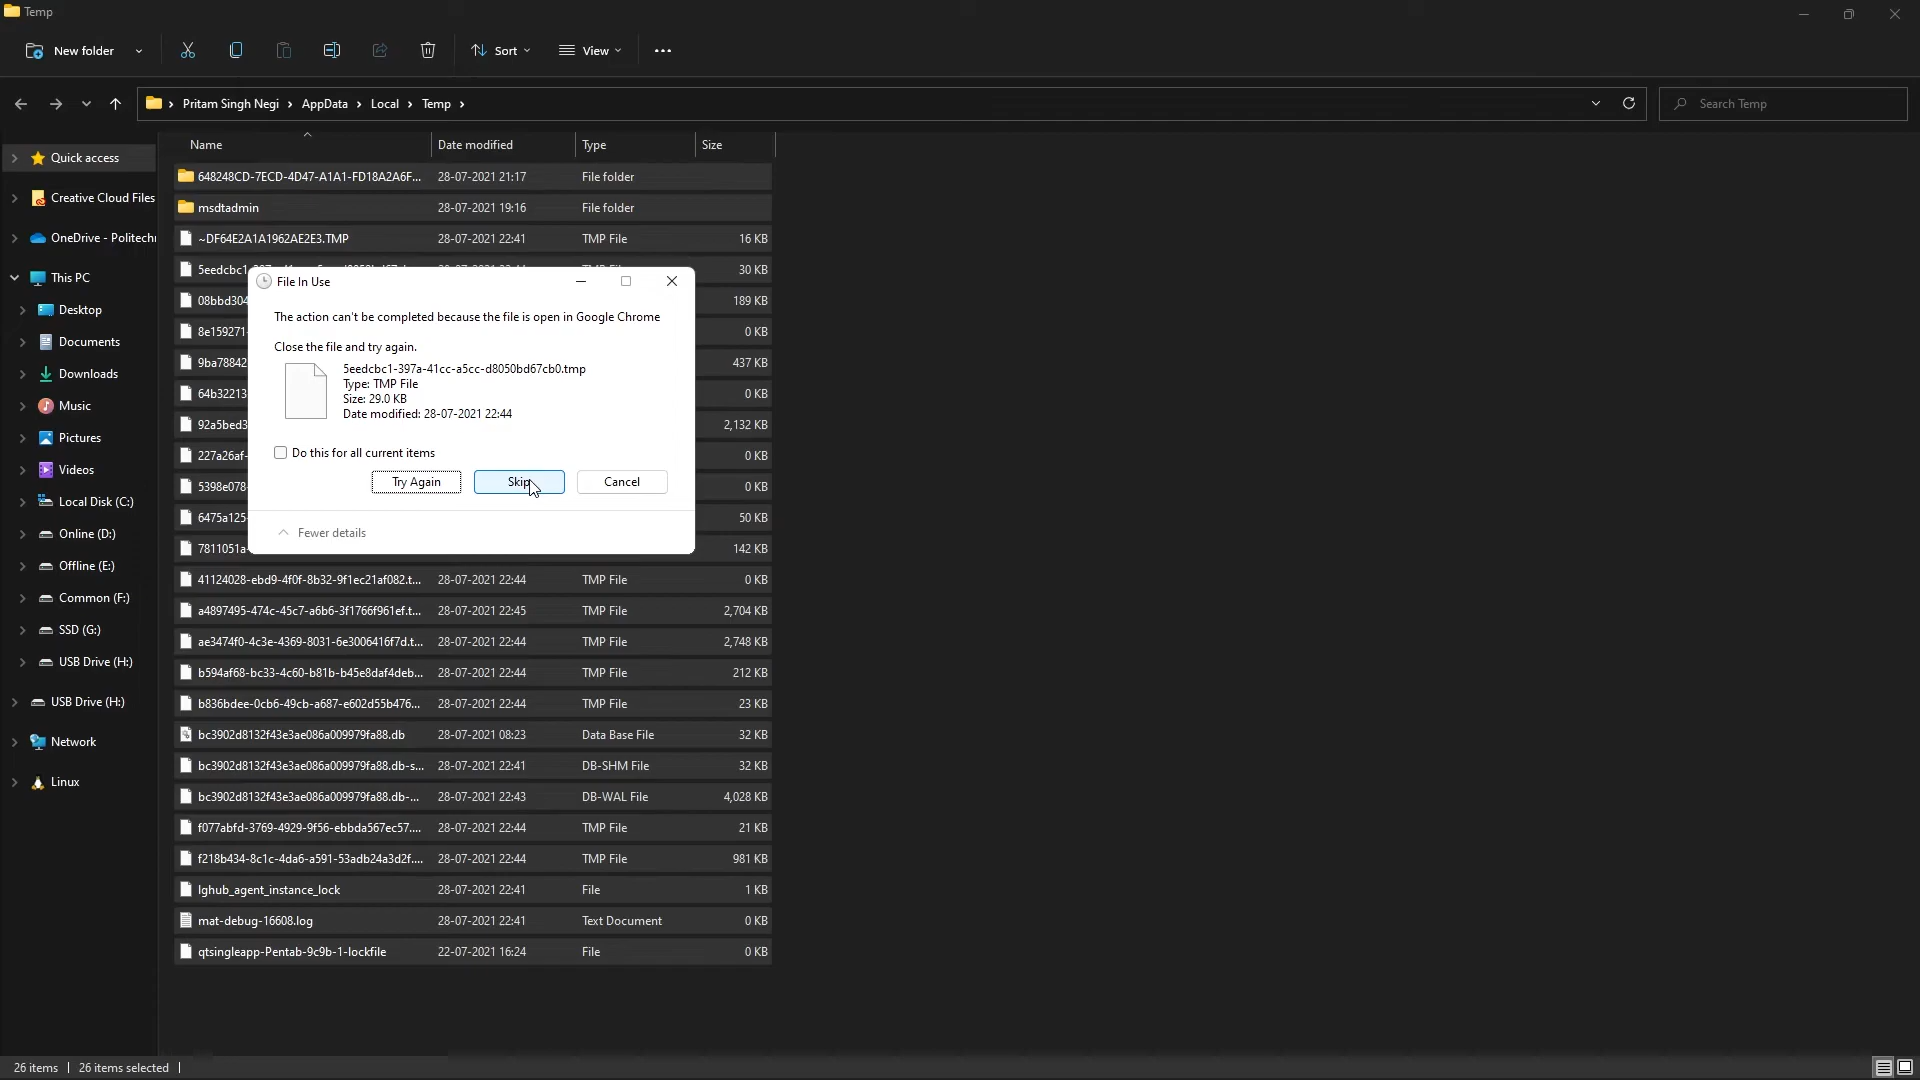 Temp
New folder
Sort
View
Pritam Singh Negi
AppData
Local
Temp
Search Temp
Name
Date modified
Type
Size
Quick access
Creative Cloud Files
OneDrive - Politechn
This PC
Desktop
Documents
Downloads
Music
Pictures
Videos
Local Disk (C:)
Online (D:)
Offline (E:)
Common (F:)
SSD (G:)
USB Drive (H:)
USB Drive (H:)
Network
Linux
648248CD-7ECD-4D47-A1A1-FD18A2A6F... 28-07-2021 21:17 File folder
msdtadmin 28-07-2021 19:16 File folder
~DF64E2A1A1962AE2E3.TMP 28-07-2021 22:41 TMP File 16 KB
5eedcbc1 30 KB
08bbd304 189 KB
8e159271- 0 KB
9ba78842 437 KB
64b32213 0 KB
92a5bed3 2,132 KB
227a26af- 0 KB
5398e078- 0 KB
6475a125- 50 KB
7811051a- 142 KB
41124028-ebd9-4f0f-8b32-9f1ec21af082.t... 28-07-2021 22:44 TMP File 0 KB
a4897495-474c-45c7-a6b6-3f1766f961ef.t... 28-07-2021 22:45 TMP File 2,704 KB
ae3474f0-4c3e-4369-8031-6e3006416f7d.t... 28-07-2021 22:44 TMP File 2,748 KB
b594af68-bc33-4c60-b81b-b45e8daf4deb... 28-07-2021 22:44 TMP File 212 KB
b836bdee-0cb6-49cb-a687-e602d55b476... 28-07-2021 22:44 TMP File 23 KB
bc3902d8132f43e3ae086a009979fa88.db 28-07-2021 08:23 Data Base File 32 KB
bc3902d8132f43e3ae086a009979fa88.db-s... 28-07-2021 22:41 DB-SHM File 32 KB
bc3902d8132f43e3ae086a009979fa88.db-... 28-07-2021 22:43 DB-WAL File 4,028 KB
f077abfd-3769-4929-9f56-ebbda567ec57.... 28-07-2021 22:44 TMP File 21 KB
f218b434-8c1c-4da6-a591-53adb24a3d2f.... 28-07-2021 22:44 TMP File 981 KB
lghub_agent_instance_lock 28-07-2021 22:41 File 1 KB
mat-debug-16608.log 28-07-2021 22:41 Text Document 0 KB
qtsingleapp-Pentab-9c9b-1-lockfile 22-07-2021 16:24 File 0 KB
File In Use
The action can't be completed because the file is open in Google Chrome
Close the file and try again.
5eedcbc1-397a-41cc-a5cc-d8050bd67cb0.tmp
Type: TMP File
Size: 29.0 KB
Date modified: 28-07-2021 22:44
Do this for all current items
Try Again
Skip
Cancel
Fewer details
26 items
26 items selected